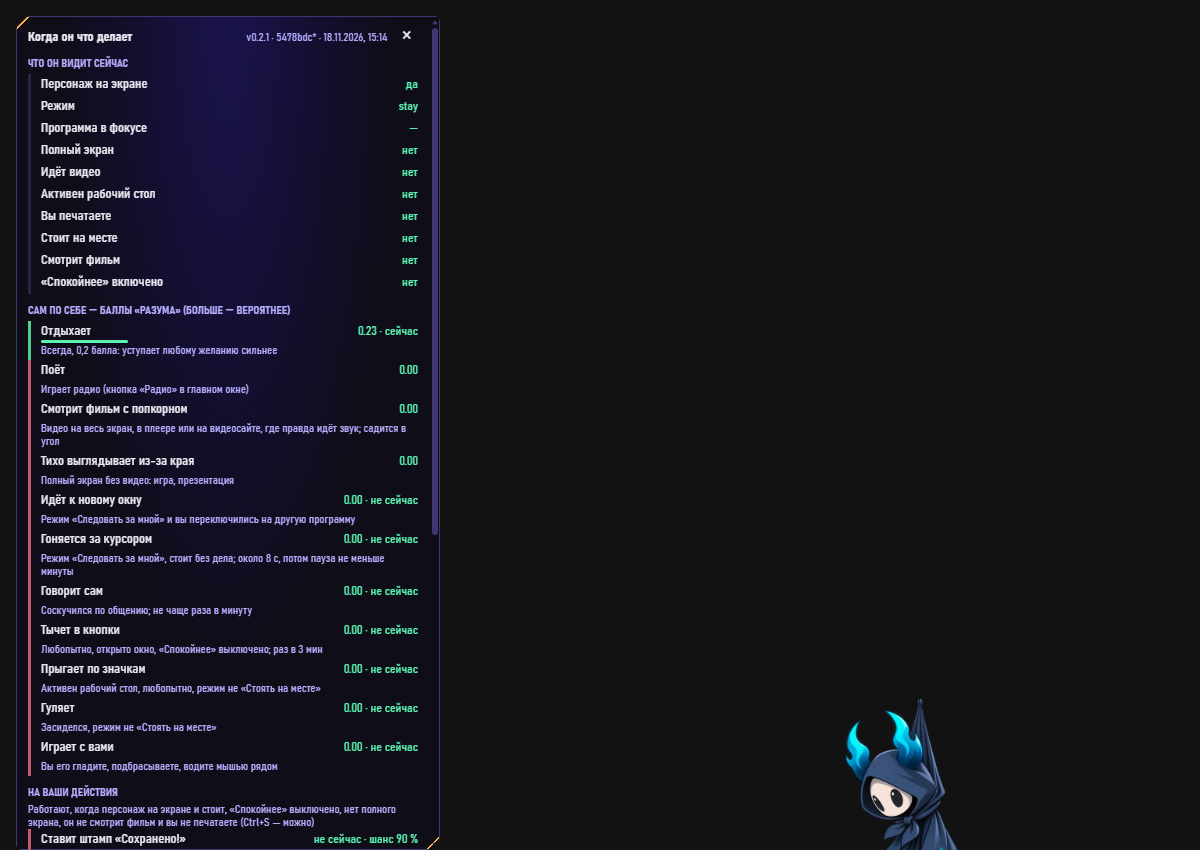 Когда он что делает
v0.2.1 · 5478bdc* · 18.11.2026, 15:14 ×
ЧТО ОН ВИДИТ СЕЙЧАС
Персонаж на экране да
Режим stay
Программа в фокусе —
Полный экран нет
Идёт видео нет
Активен рабочий стол нет
Вы печатаете нет
Стоит на месте нет
Смотрит фильм нет
«Спокойнее» включено нет
САМ ПО СЕБЕ — БАЛЛЫ «РАЗУМА» (БОЛЬШЕ — ВЕРОЯТНЕЕ)
Отдыхает 0.23 · сейчас
Всегда, 0,2 балла: уступает любому желанию сильнее
Поёт 0.00
Играет радио (кнопка «Радио» в главном окне)
Смотрит фильм с попкорном 0.00
Видео на весь экран, в плеере или на видеосайте, где правда идёт звук; садится в
угол
Тихо выглядывает из-за края 0.00
Полный экран без видео: игра, презентация
Идёт к новому окну 0.00 · не сейчас
Режим «Следовать за мной» и вы переключились на другую программу
Гоняется за курсором 0.00 · не сейчас
Режим «Следовать за мной», стоит без дела; около 8 с, потом пауза не меньше
минуты
Говорит сам 0.00 · не сейчас
Соскучился по общению; не чаще раза в минуту
Тычет в кнопки 0.00 · не сейчас
Любопытно, открыто окно, «Спокойнее» выключено; раз в 3 мин
Прыгает по значкам 0.00 · не сейчас
Активен рабочий стол, любопытно, режим не «Стоять на месте»
Гуляет 0.00 · не сейчас
Засиделся, режим не «Стоять на месте»
Играет с вами 0.00 · не сейчас
Вы его гладите, подбрасываете, водите мышью рядом
НА ВАШИ ДЕЙСТВИЯ
Работают, когда персонаж на экране и стоит, «Спокойнее» выключено, нет полного
экрана, он не смотрит фильм и вы не печатаете (Ctrl+S — можно)
Ставит штамп «Сохранено!» не сейчас · шанс 90 %